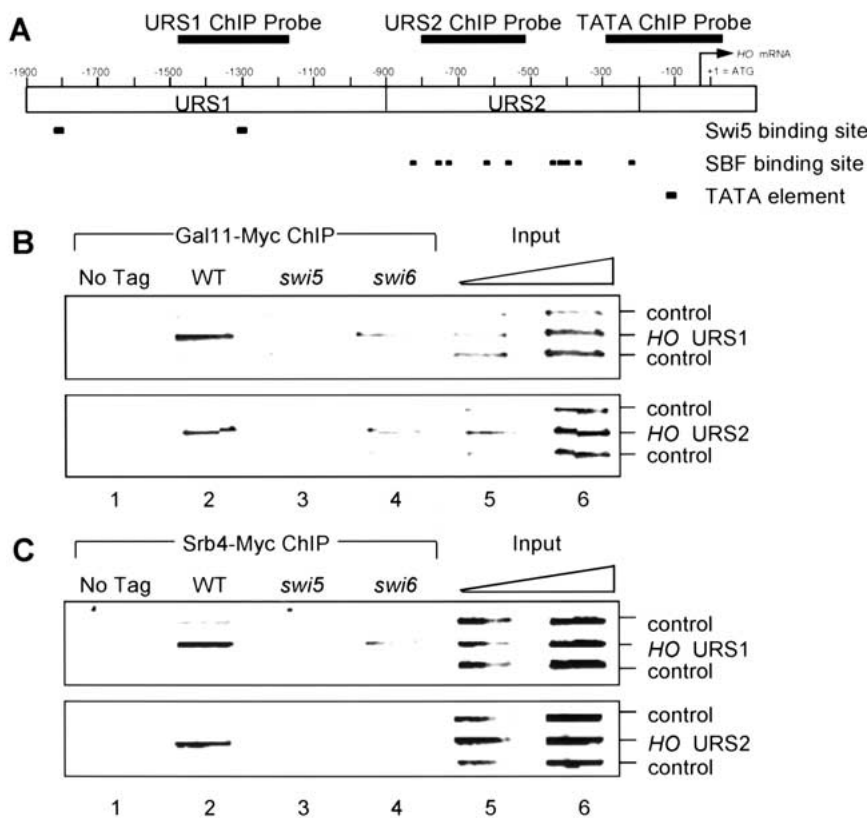 A
URS1 ChIP Probe URS2 ChIP Probe TATA ChIP Probe
HO mRNA
-1900 -1700 -1500 -1300 -1100 -900 -700 -500 -300 -100 +1 = ATG
URS1 URS2
Swi5 binding site
SBF binding site
TATA element
B
Gal11-Myc ChIP Input
No Tag WT swi5 swi6
control
HO URS1
control
control
HO URS2
control
1 2 3 4 5 6
C
Srb4-Myc ChIP Input
No Tag WT swi5 swi6
control
HO URS1
control
control
HO URS2
control
1 2 3 4 5 6